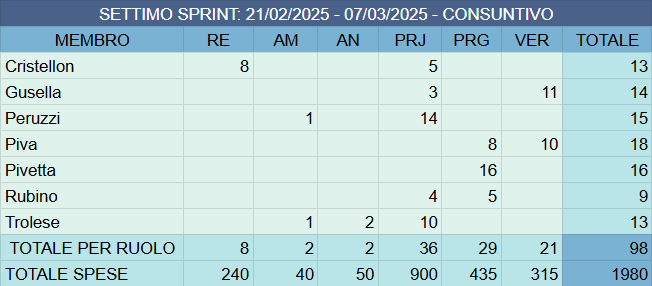 SETTIMO SPRINT: 21/02/2025 - 07/03/2025 - CONSUNTIVO
MEMBRO RE AM AN PRJ PRG VER TOTALE
Cristellon 8 5 13
Gusella 3 11 14
Peruzzi 1 14 15
Piva 8 10 18
Pivetta 16 16
Rubino 4 5 9
Trolese 1 2 10 13
TOTALE PER RUOLO 8 2 2 36 29 21 98
TOTALE SPESE 240 40 50 900 435 315 1980